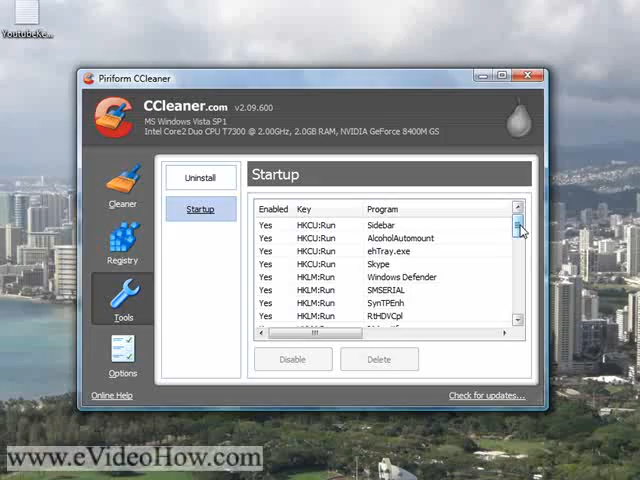 YoutubeKe...
Piriform CCleaner
CCleaner.com v2.09.600
MS Windows Vista SP1
Intel Core2 Duo CPU T7300 @ 2.00GHz, 2.0GB RAM, NVIDIA GeForce 8400M GS
Cleaner
Registry
Tools
Options
Uninstall
Startup
Startup
Enabled Key Program
Yes HKCU:Run Sidebar
Yes HKCU:Run AlcoholAutomount
Yes HKCU:Run ehTray.exe
Yes HKCU:Run Skype
Yes HKLM:Run Windows Defender
Yes HKLM:Run SMSERIAL
Yes HKLM:Run SynTPEnh
Yes HKLM:Run RtHDVCpl
Disable Delete
Online Help Check for updates...
www.eVideoHow.com